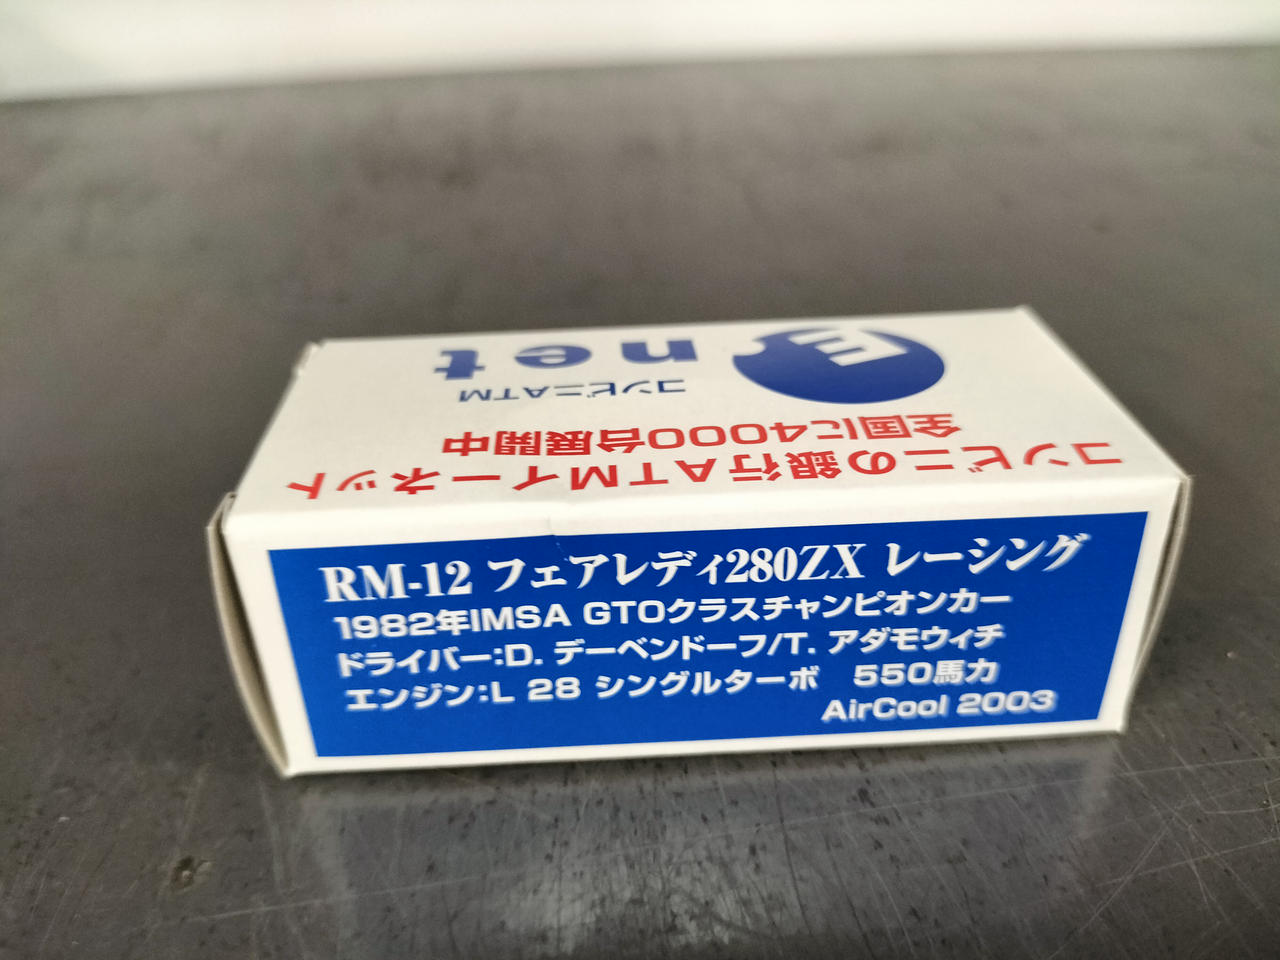 E
net
コンビニATM
全国に4000台展開中
コンビニの銀行ATMイーネット
RM-12 フェアレディ280ZX レーシング
1982年IMSA GTOクラスチャンピオンカー
ドライバー:D. デーベンドーフ/T. アダモウィチ
エンジン:L 28 シングルターボ　550馬力
AirCool 2003